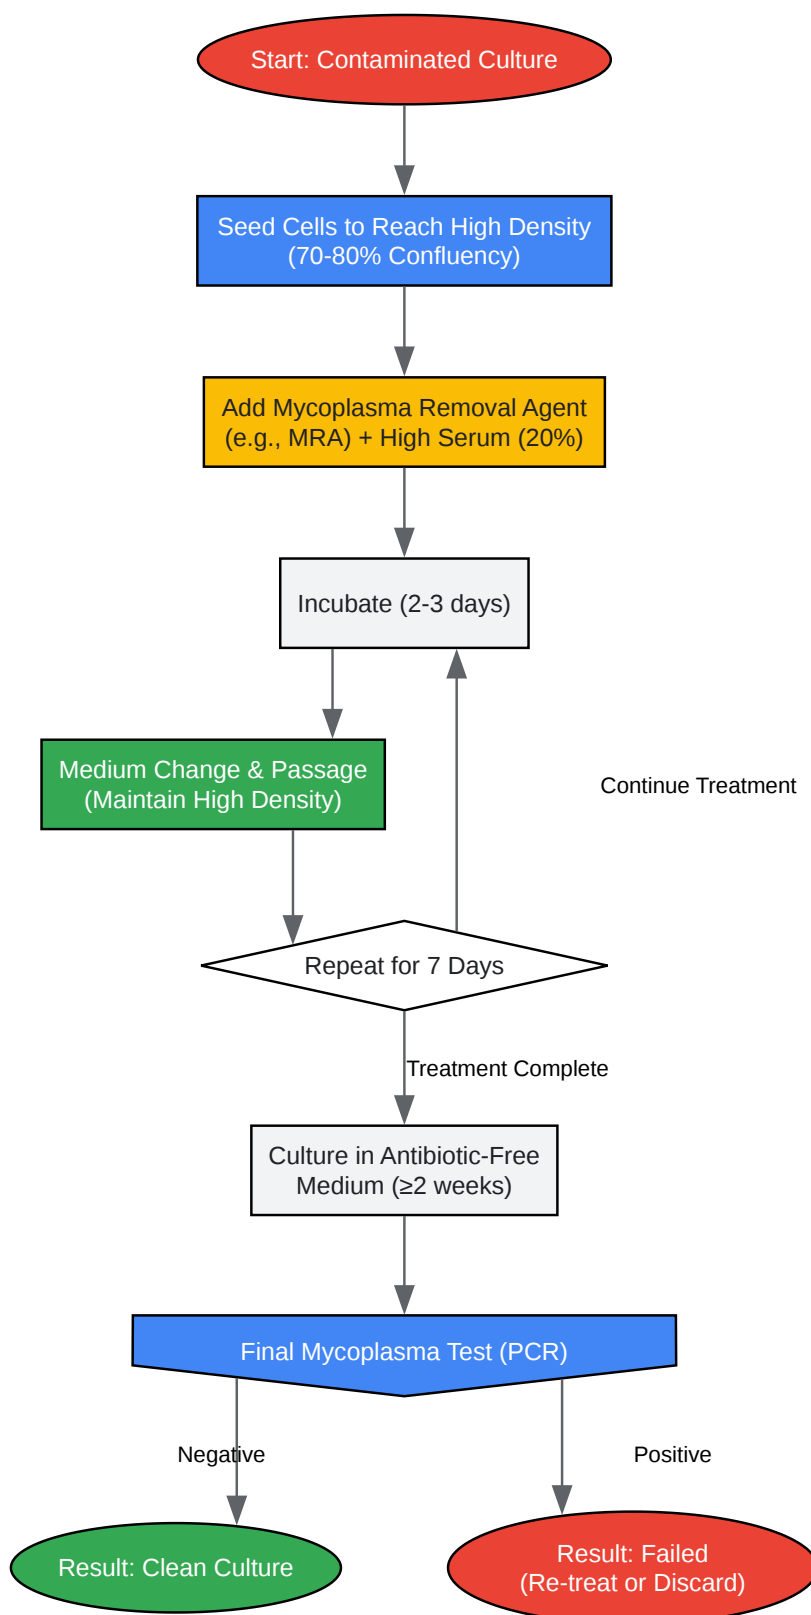 Start: Contaminated Culture
Seed Cells to Reach High Density
(70-80% Confluency)
Add Mycoplasma Removal Agent
(e.g., MRA) + High Serum (20%)
Incubate (2-3 days)
Medium Change & Passage
(Maintain High Density)
Continue Treatment
Repeat for 7 Days
Treatment Complete
Culture in Antibiotic-Free
Medium (≥2 weeks)
Final Mycoplasma Test (PCR)
Negative
Positive
Result: Clean Culture
Result: Failed
(Re-treat or Discard)